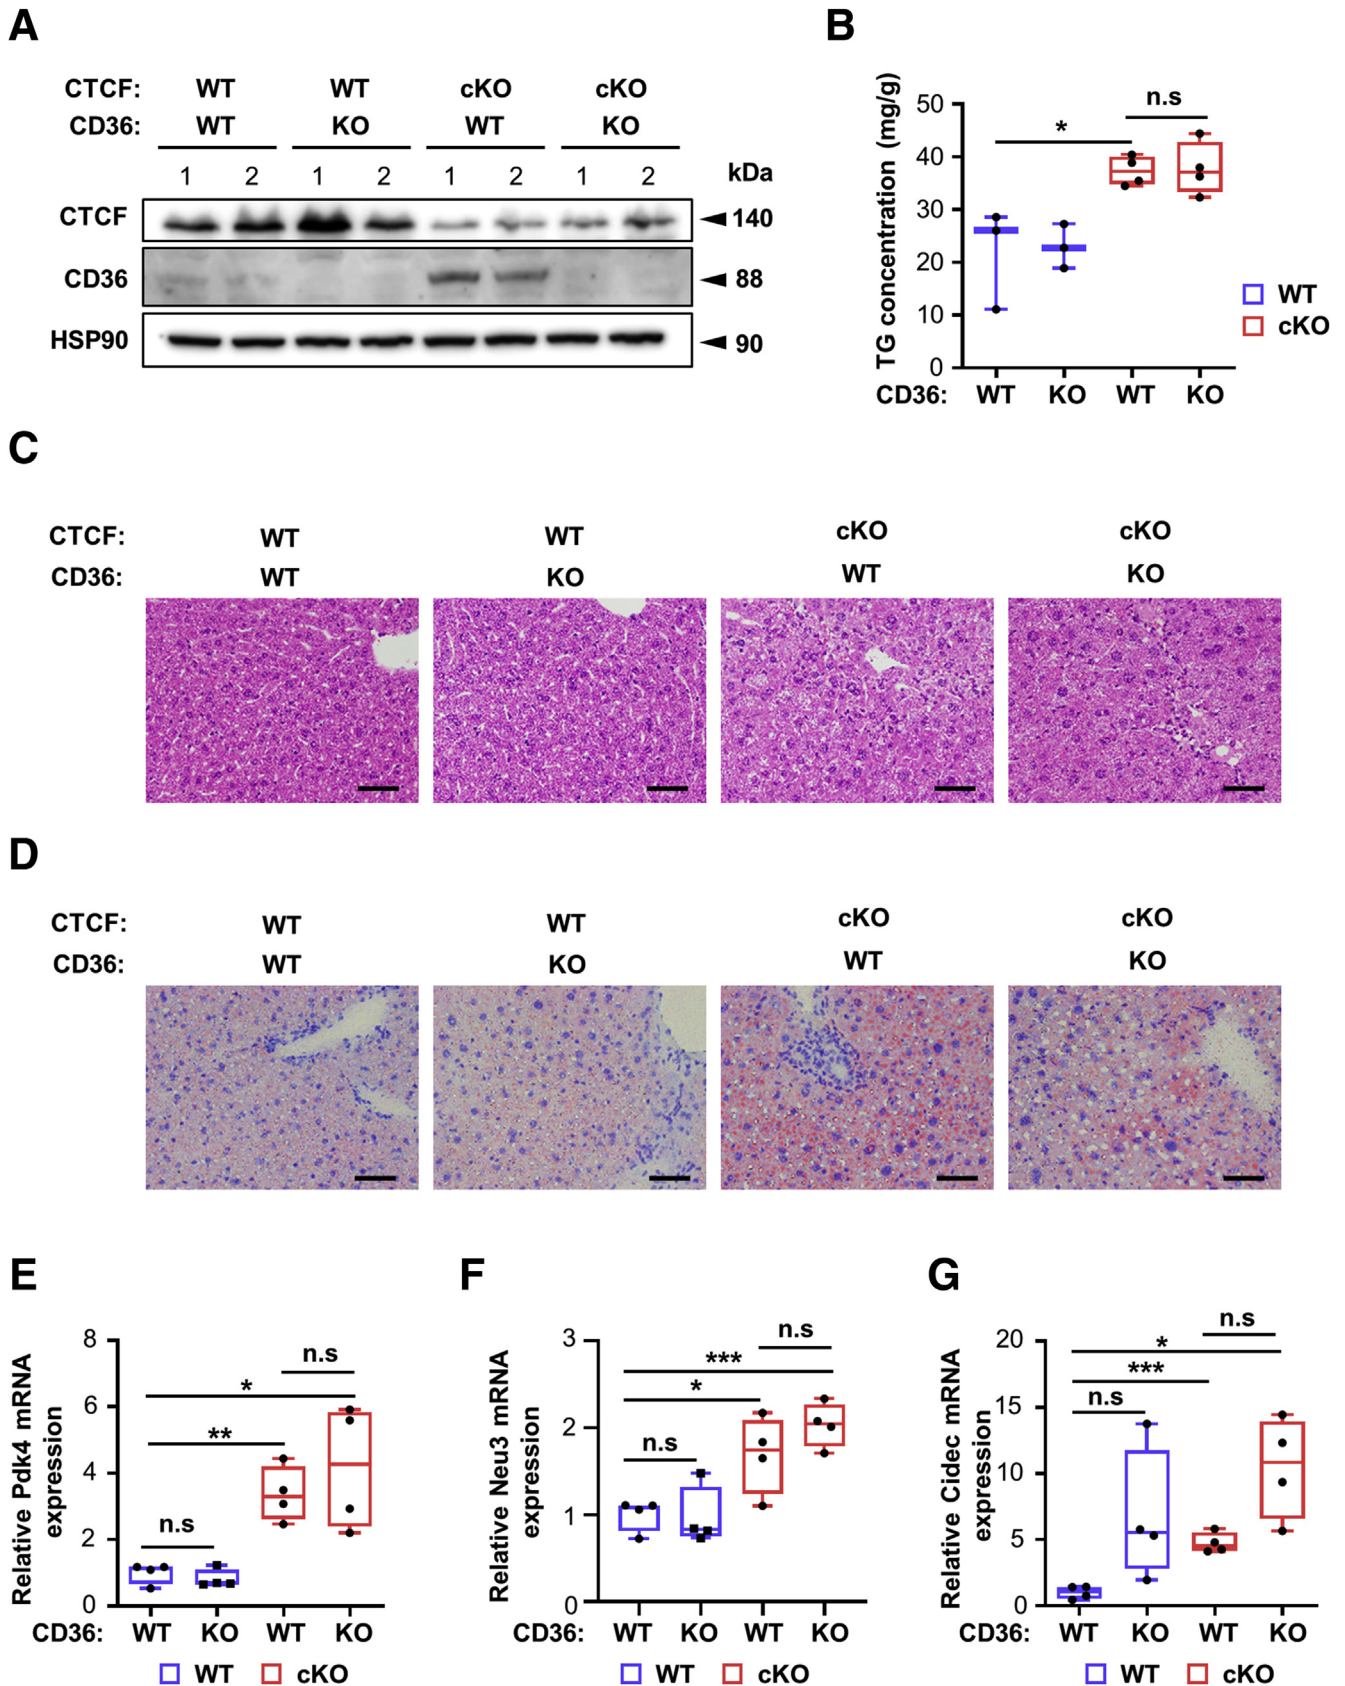 A
CTCF: WT WT cKO cKO
CD36: WT KO WT KO
1 2 1 2 1 2 1 2 kDa
CTCF 140
CD36 88
HSP90 90
B
TG concentration (mg/g)
50
40
30
20
10
0
* n.s
CD36: WT KO WT KO
WT
cKO
C
CTCF: WT WT cKO cKO
CD36: WT KO WT KO
D
CTCF: WT WT cKO cKO
CD36: WT KO WT KO
E
Relative Pdk4 mRNA
expression
8
6
4
2
0
n.s
*
**
n.s
CD36: WT KO WT KO
WT cKO
F
Relative Neu3 mRNA
expression
3
2
1
0
n.s
***
*
n.s
CD36: WT KO WT KO
WT cKO
G
Relative Cidec mRNA
expression
20
15
10
5
0
n.s
*
***
n.s
CD36: WT KO WT KO
WT cKO